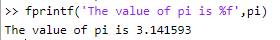 >> fprintf('The value of pi is %f',pi)
The value of pi is 3.141593